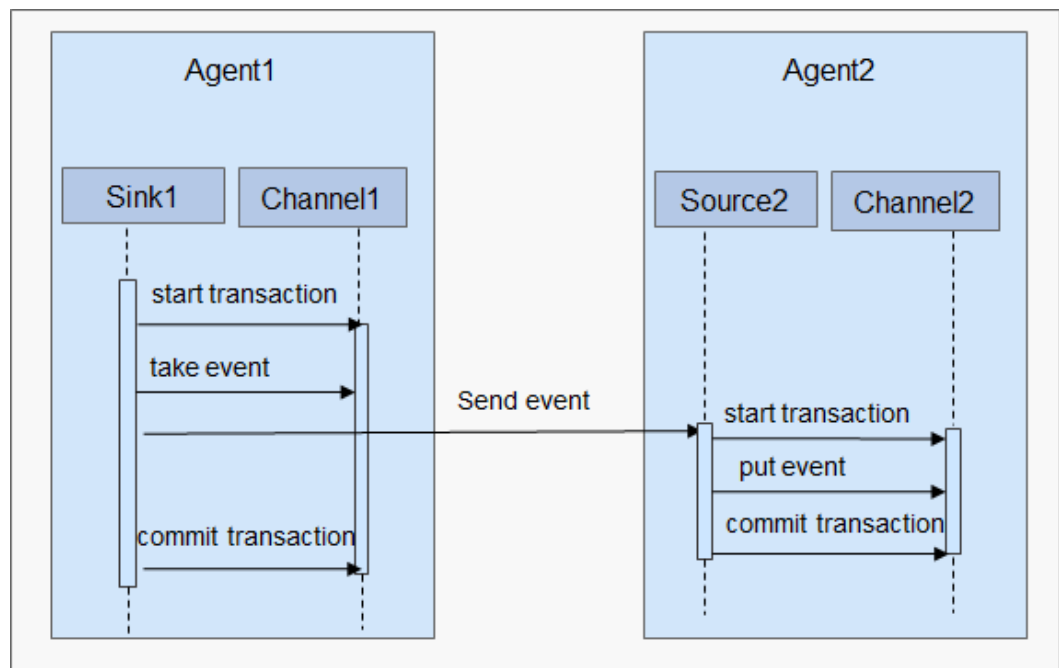 Agent1
Agent2
Sink1
Channel1
Source2
Channel2
start transaction
take event
Send event
start transaction
put event
commit transaction
commit transaction